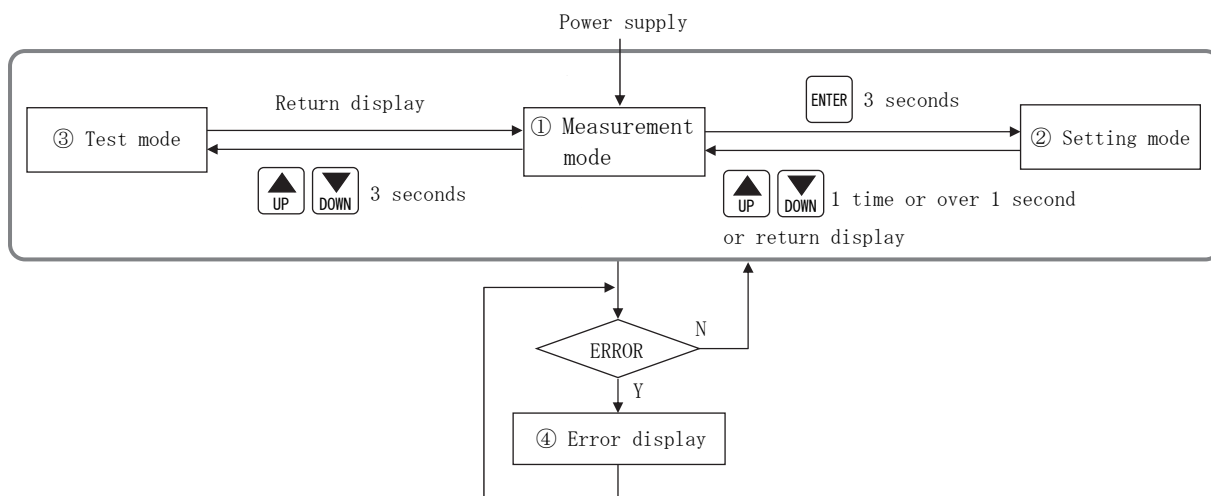 Power supply
Return display
ENTER 3 seconds
③ Test mode
① Measurement
mode
② Setting mode
UP DOWN 3 seconds
UP DOWN 1 time or over 1 second
or return display
N
ERROR
Y
④ Error display